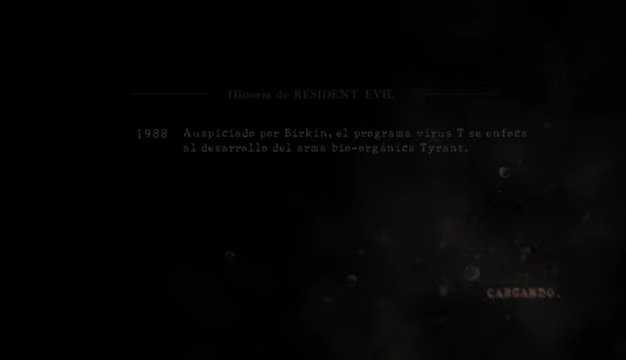 Historia de RESIDENT EVIL
1988 Auspiciado por Birkin, el programa virus T se enfoca
al desarrollo del arma bio-orgánica Tyrant.
CARGANDO.